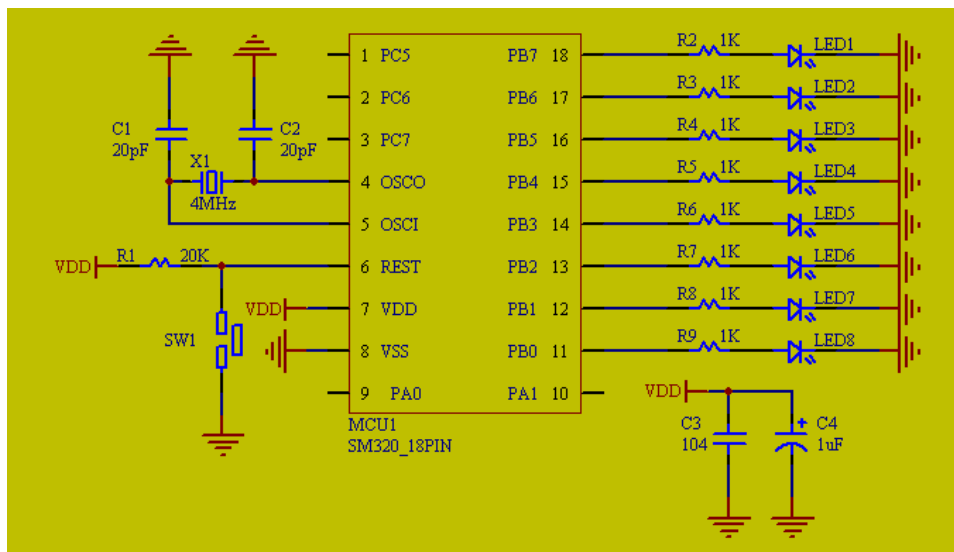 1 PC5 PB7 18 R2 1K LED1
2 PC6 PB6 17 R3 1K LED2
C1 20pF
C2 20pF
3 PC7 PB5 16 R4 1K LED3
X1 4MHz
4 OSCO PB4 15 R5 1K LED4
5 OSCI PB3 14 R6 1K LED5
VDD R1 20K
6 REST PB2 13 R7 1K LED6
VDD
7 VDD PB1 12 R8 1K LED7
SW1
8 VSS PB0 11 R9 1K LED8
9 PA0 PA1 10
VDD
MCU1
SM320_18PIN
C3 104
C4 1uF
+